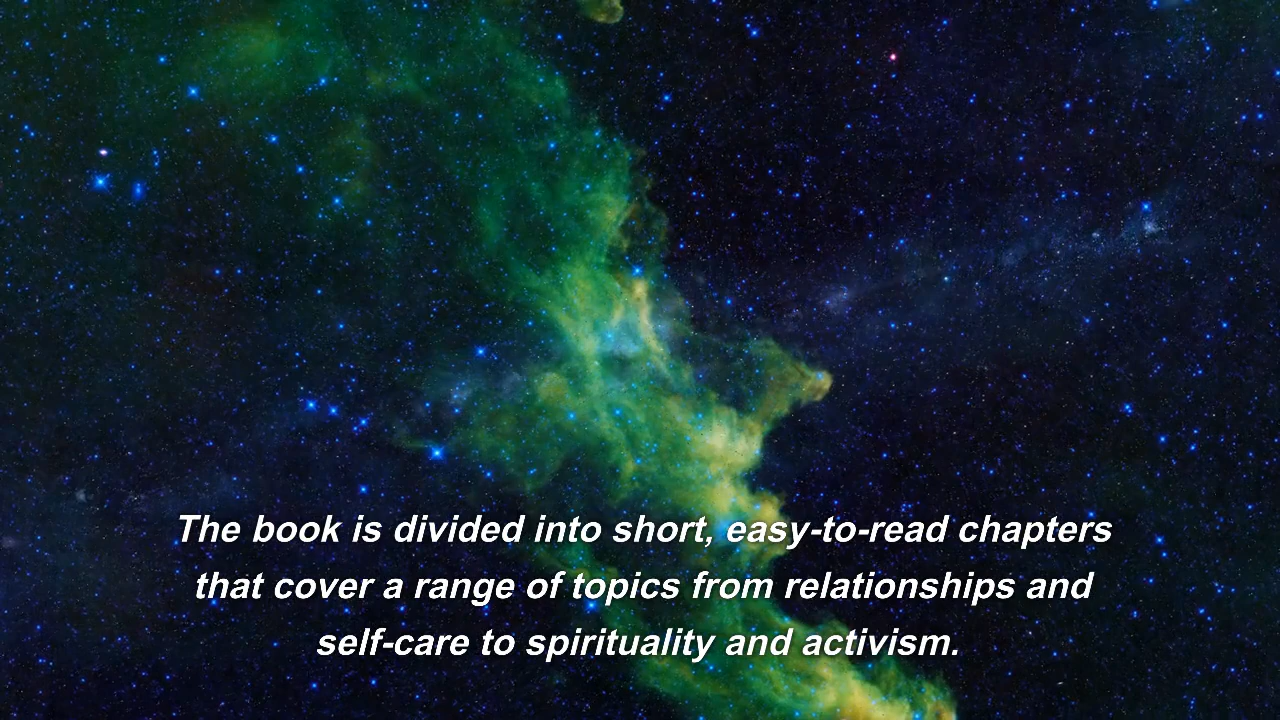 The book is divided into short, easy-to-read chapters
that cover a range of topics from relationships and
self-care to spirituality and activism.